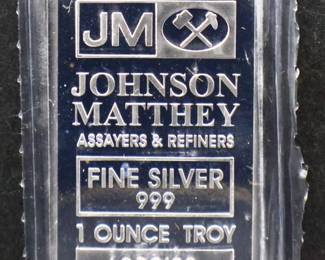 JM
JOHNSON
MATTHEY
ASSAYERS & REFINERS
FINE SILVER
999
1 OUNCE TROY